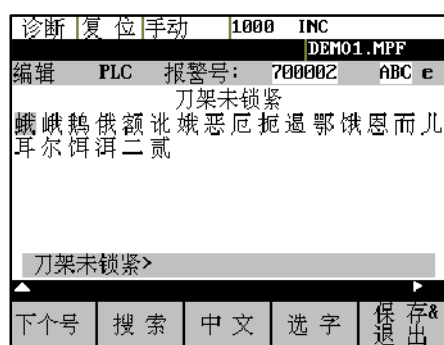 诊断 复位 手动 1000 INC
DEMO1.MPF
编辑 PLC 报警号: 700002 ABC e
刀架未锁紧
蛾峨鹅俄额讹娥恶厄扼遏鄂饿恩而儿
耳尔饵洱二贰
刀架未锁紧>
下个号 搜索 中文 选字 保存&退出